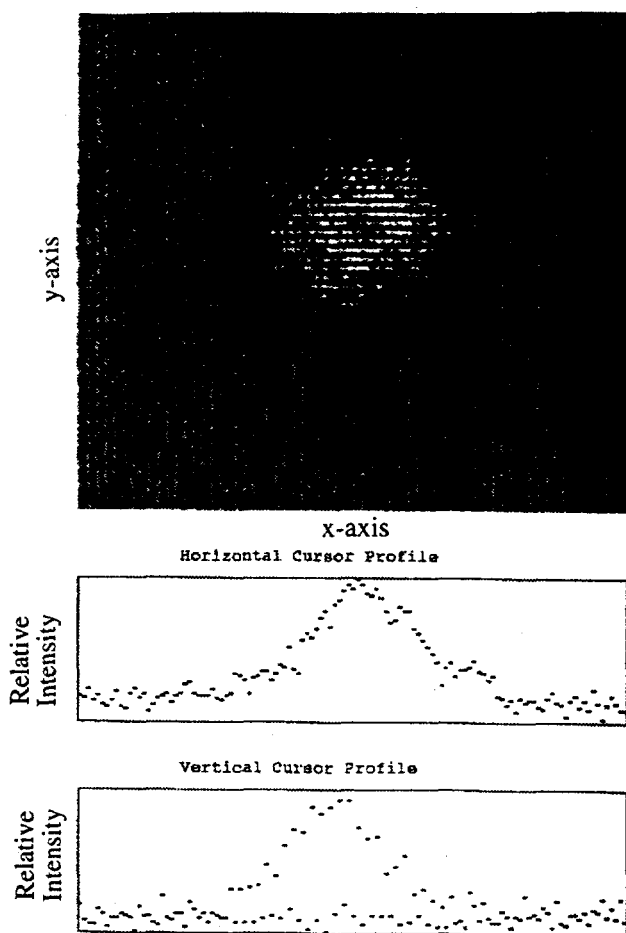 y-axis
x-axis
Horizontal Cursor Profile
Relative
Intensity
Vertical Cursor Profile
Relative
Intensity